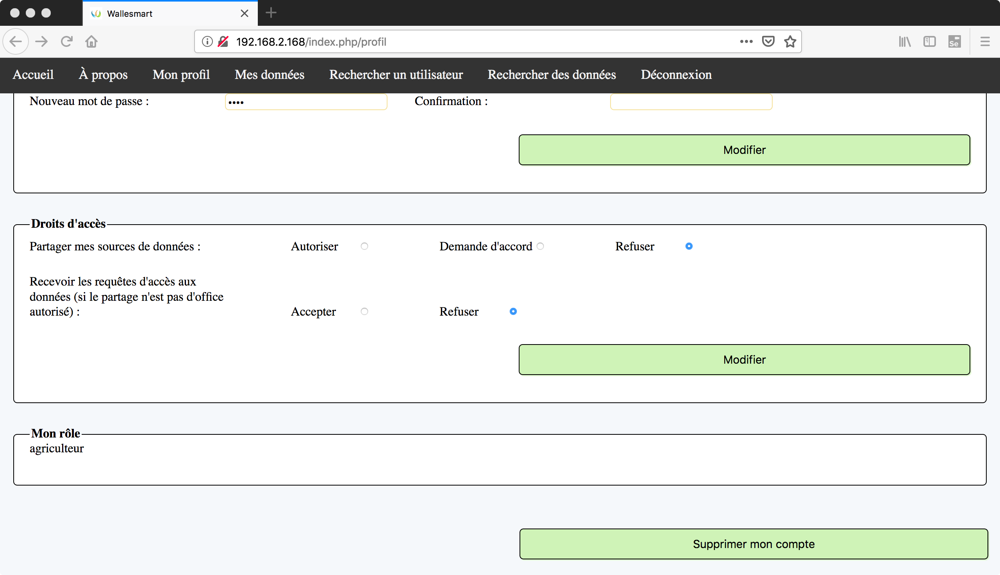 Wallesmart
192.168.2.168/index.php/profil
Se
Accueil À propos Mon profil Mes données Rechercher un utilisateur Rechercher des données Déconnexion
Nouveau mot de passe : •••• Confirmation :
Modifier
Droits d'accès
Partager mes sources de données : Autoriser Demande d'accord Refuser
Recevoir les requêtes d'accès aux
données (si le partage n'est pas d'office
autorisé) : Accepter Refuser
Modifier
Mon rôle
agriculteur
Supprimer mon compte